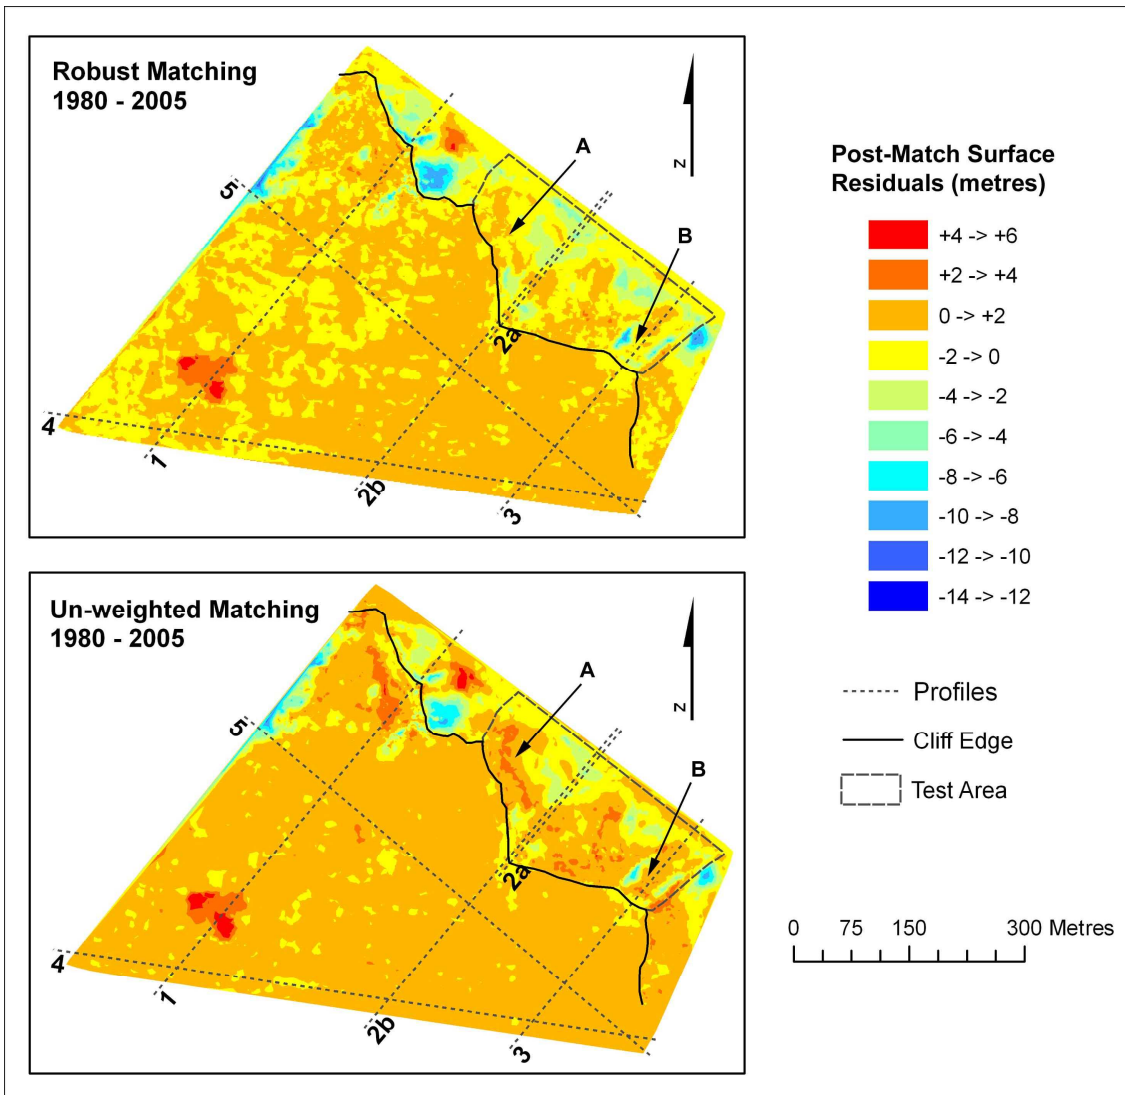 Robust Matching
1980 - 2005
A
B
N
5
4
1
2a
2b
3
Un-weighted Matching
1980 - 2005
A
B
N
5
4
1
2a
2b
3
Post-Match Surface
Residuals (metres)
+4 -> +6
+2 -> +4
0 -> +2
-2 -> 0
-4 -> -2
-6 -> -4
-8 -> -6
-10 -> -8
-12 -> -10
-14 -> -12
Profiles
Cliff Edge
Test Area
0 75 150 300 Metres